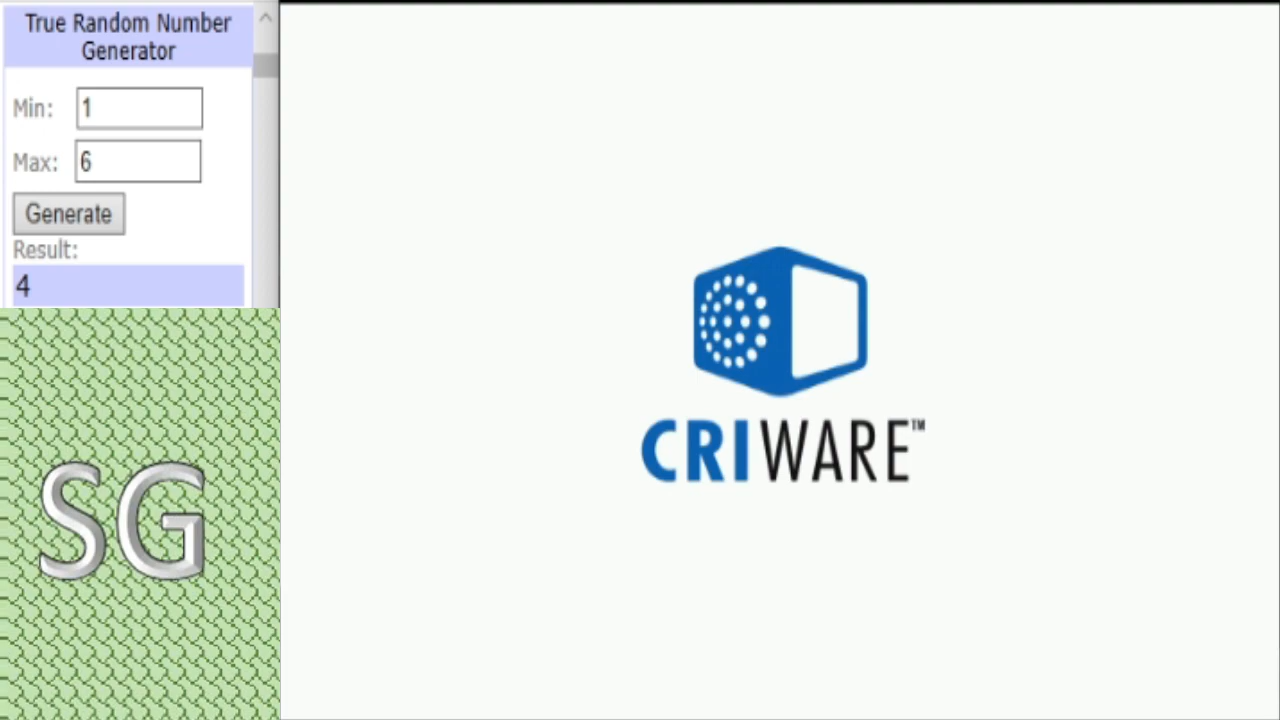 True Random Number
Generator
Min: 1
Max: 6
Generate
Result:
4
SG
CRIWARE™